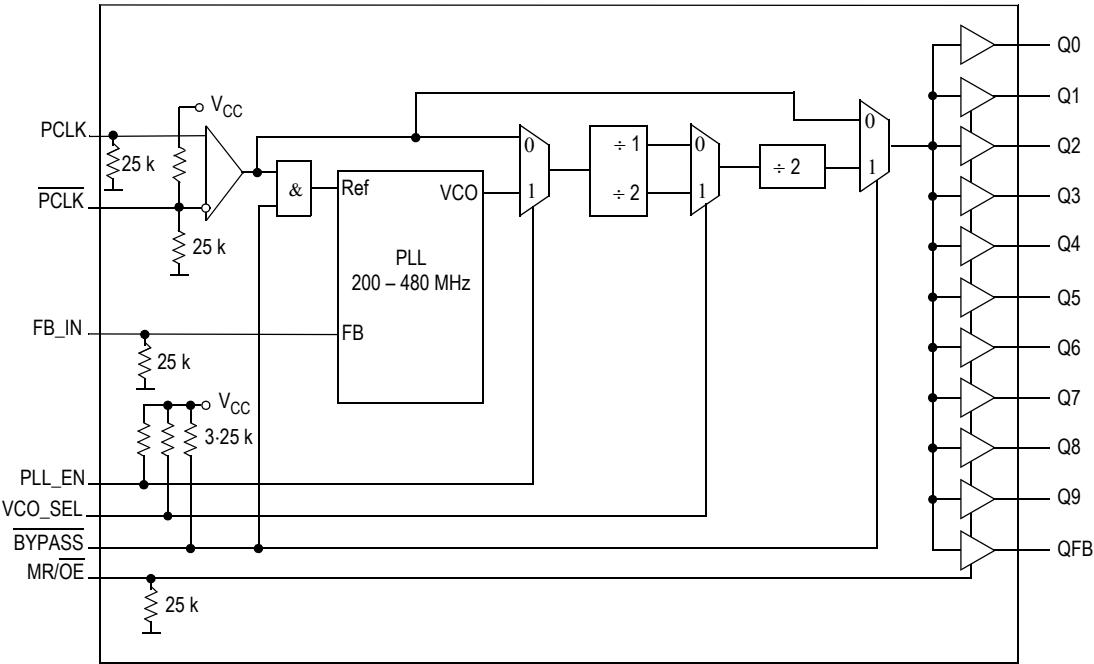 Q0
VCC
Q1
PCLK
0
0
÷ 1
0
Q2
25 k
&
Ref
VCO
1
÷ 2
1
÷ 2
1
PCLK
Q3
25 k
PLL
200 – 480 MHz
Q4
Q5
FB_IN
FB
25 k
Q6
VCC
3·25 k
Q7
Q8
PLL_EN
VCO_SEL
Q9
BYPASS
QFB
MR/OE
25 k